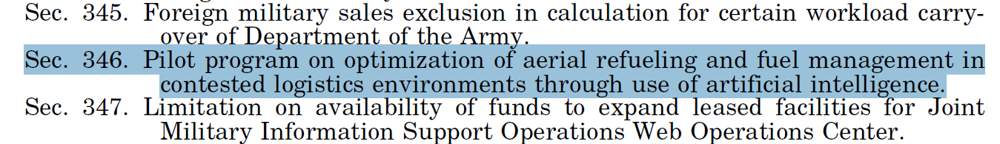 Sec. 345. Foreign military sales exclusion in calculation for certain workload carry-
over of Department of the Army.
Sec. 346. Pilot program on optimization of aerial refueling and fuel management in
contested logistics environments through use of artificial intelligence.
Sec. 347. Limitation on availability of funds to expand leased facilities for Joint
Military Information Support Operations Web Operations Center.